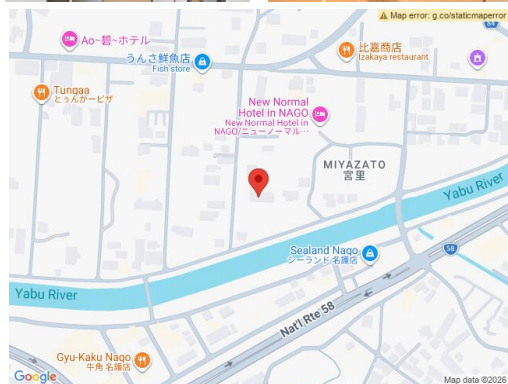 Map error: g.co/staticmaperror
Ao~碧~ホテル
うんさ鮮魚店
Fish store
比嘉商店
Izakaya restaurant
Tungaa
とぅんがーピザ
New Normal
Hotel in NAGO
New Normal Hotel in
NAGO/ニューノーマル…
MIYAZATO
宮里
Yabu River
Sealand Nago
シーランド 名護店
58
Yabu River
Nat'l Rte 58
Gyu-Kaku Nago
牛角 名護店
Google
Map data ©2026